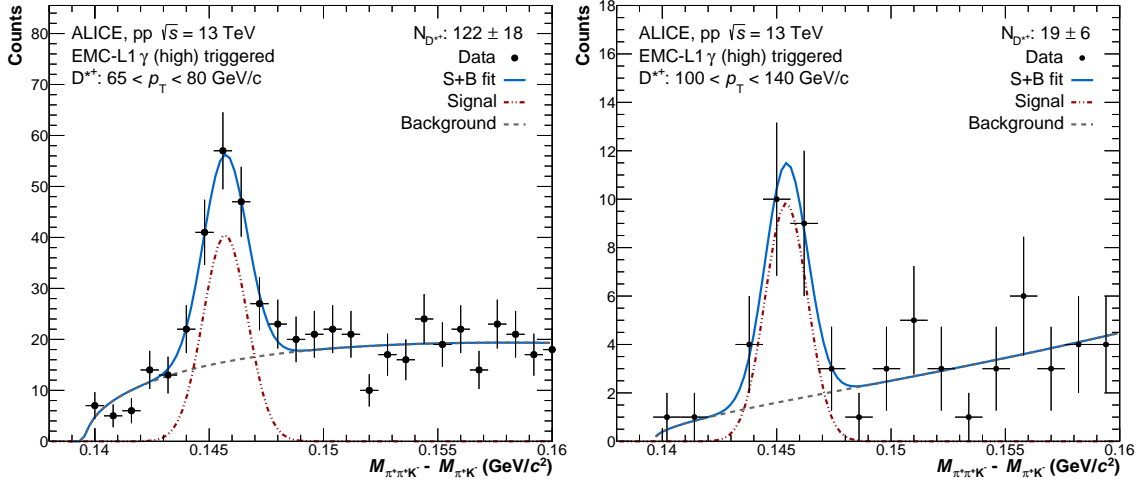 ALICE, pp √s = 13 TeV
EMC-L1 γ (high) triggered
D*+: 65 < pT < 80 GeV/c
ND*+: 122 ± 18
Data
S+B fit
Signal
Background
Counts
80
70
60
50
40
30
20
10
0
0.14 0.145 0.15 0.155 0.16
Mπ+π+K- - Mπ+K- (GeV/c²)
ALICE, pp √s = 13 TeV
EMC-L1 γ (high) triggered
D*+: 100 < pT < 140 GeV/c
ND*+: 19 ± 6
Data
S+B fit
Signal
Background
Counts
18
16
14
12
10
8
6
4
2
0
0.14 0.145 0.15 0.155 0.16
Mπ+π+K- - Mπ+K- (GeV/c²)